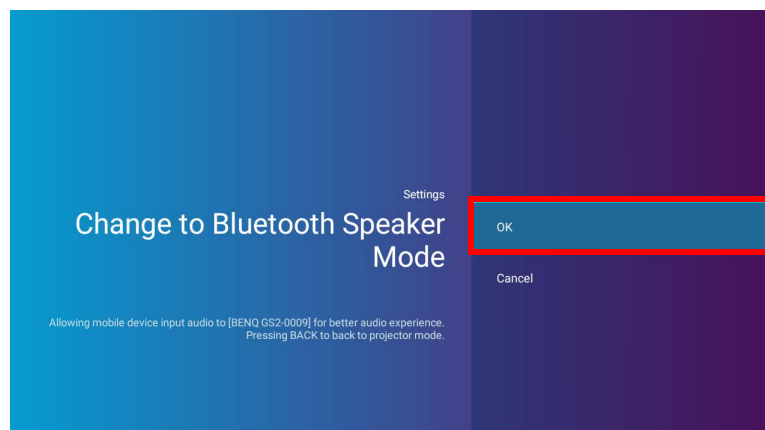 Settings
Change to Bluetooth Speaker
Mode
Allowing mobile device input audio to [BENQ GS2-0009] for better audio experience.
Pressing BACK to back to projector mode.
OK
Cancel